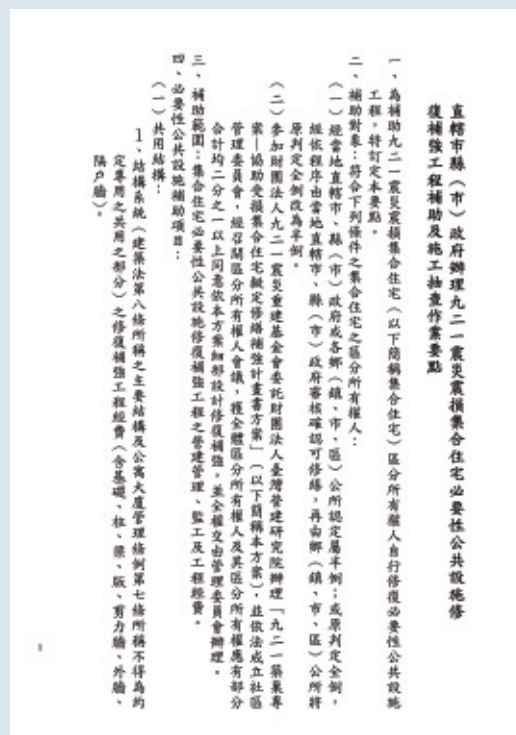 直轄市縣（市）政府辦理九二一震災震損集合住宅必要性公共設施修
復補強工程補助及施工抽查作業要點
一、為補助九二一震災震損集合住宅（以下簡稱集合住宅）區分所有權人自行修復必要性公共設施
工程，特訂定本要點。
二、補助對象：符合下列條件之集合住宅之區分所有權人：
（一）經當地直轄市、縣（市）政府或各鄉（鎮、市、區）公所認定屬半倒；或原判定全倒，
經依程序由當地直轄市、縣（市）政府審核確認可修繕，再由鄉（鎮、市、區）公所將
原判定全倒改為半倒。
（二）參加財團法人九二一震災重建基金會委託財團法人臺灣營建研究院辦理「九二一築巢專
案—協助受損集合住宅擬定修繕補強計畫書方案」（以下簡稱本方案），並依法成立社區
管理委員會，經召開區分所有權人會議，獲全體區分所有權人及其區分所有權應有部分
合計均二分之一以上同意依本方案細部設計修復補強，並全權交由管理委員會辦理。
三、補助範圍：集合住宅必要性公共設施修復補強工程之營建管理、監工及工程經費。
四、必要性公共設施補助項目：
（一）共用結構：
1、結構系統（建築法第八條所稱之主要結構及公寓大廈管理條例第七條所稱不得為約
定專用之共用之部分）之修復補強工程經費（含基礎、柱、梁、版、剪力牆、外牆、
隔戶牆）。
1